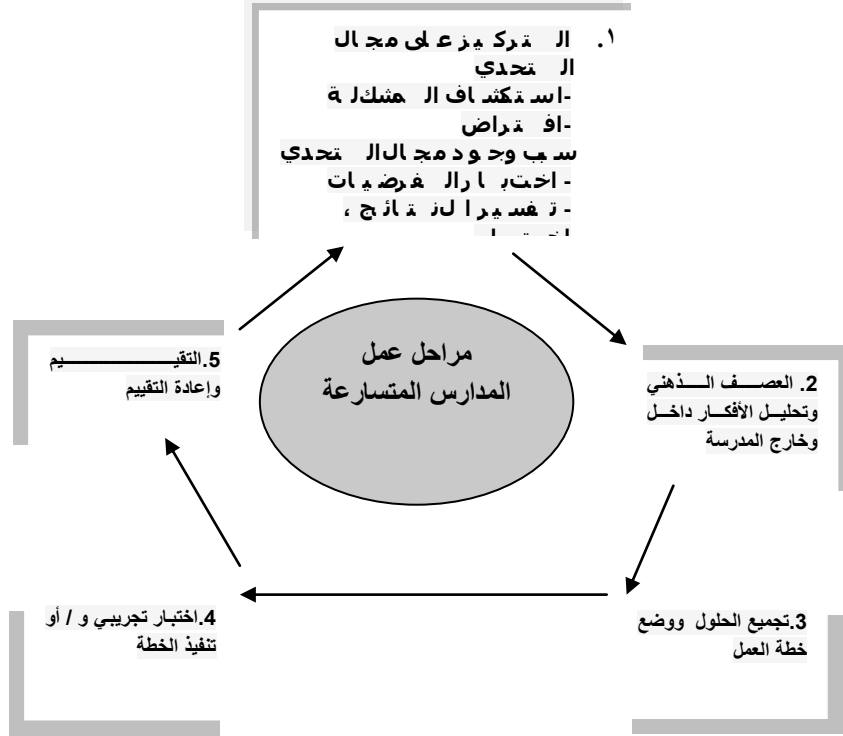 ١. التركيز على مجال
التحدي
-استكشاف المشكلة
-افتراض
سبب وجود مجال التحدي
- اختبار الفرضيات
- تفسير النتائج ،
مراحل عمل
المدارس المتسارعة
2. العصف الذهني
وتحليل الأفكار داخل
وخارج المدرسة
3.تجميع الحلول ووضع
خطة العمل
4.اختبار تجريبي و / أو
تنفيذ الخطة
5.التقييم
وإعادة التقييم